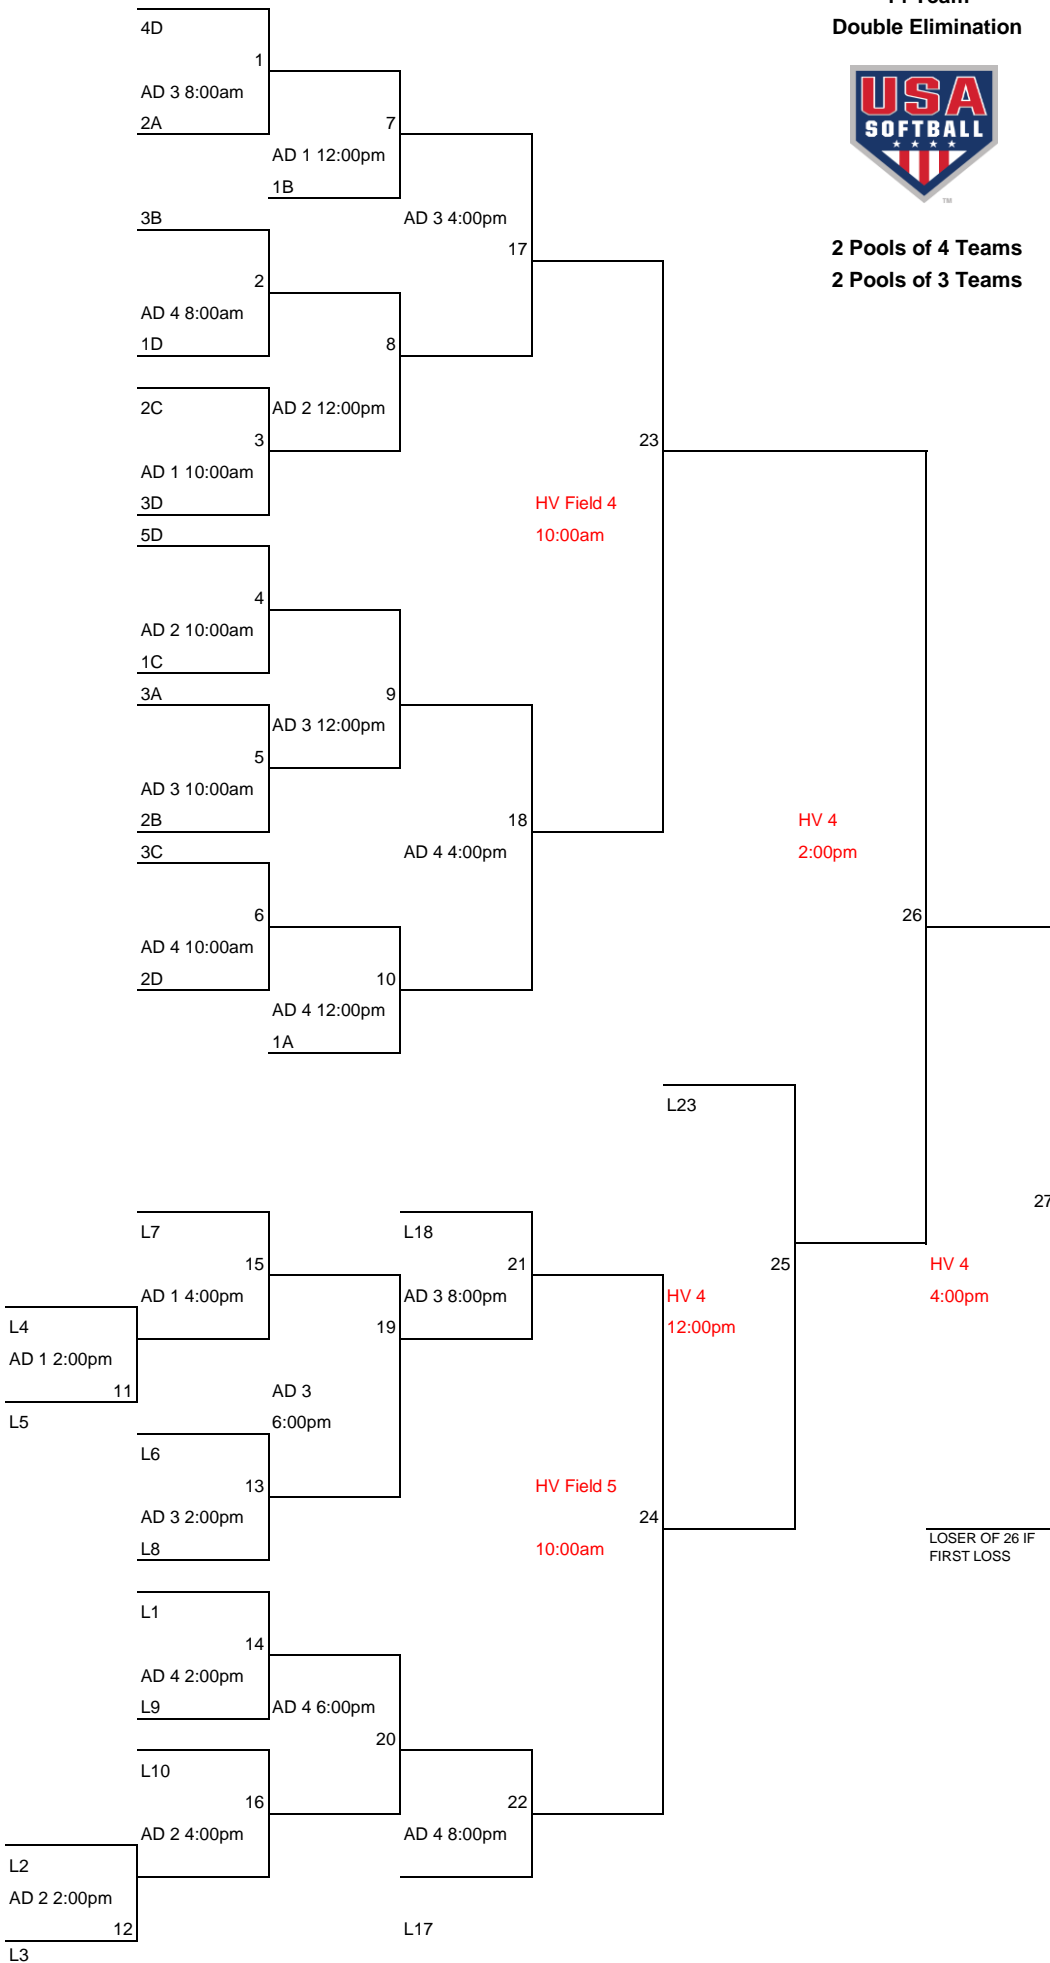 Double Elimination
USA
SOFTBALL
TM
2 Pools of 4 Teams
2 Pools of 3 Teams
4D
1
AD 3 8:00am
2A
7
AD 1 12:00pm
1B
3B
AD 3 4:00pm
17
2
AD 4 8:00am
1D
8
2C
AD 2 12:00pm
3
23
AD 1 10:00am
3D
HV Field 4
10:00am
5D
4
AD 2 10:00am
1C
3A
9
AD 3 12:00pm
5
AD 3 10:00am
2B
18
HV 4
3C
AD 4 4:00pm
2:00pm
6
26
AD 4 10:00am
2D
10
AD 4 12:00pm
1A
L23
27
L7
L18
15
21
25
HV 4
AD 1 4:00pm
AD 3 8:00pm
HV 4
4:00pm
L4
19
12:00pm
AD 1 2:00pm
11
AD 3
L5
6:00pm
L6
13
HV Field 5
AD 3 2:00pm
24
L8
10:00am
LOSER OF 26 IF
FIRST LOSS
L1
14
AD 4 2:00pm
L9
AD 4 6:00pm
20
L10
16
22
AD 2 4:00pm
AD 4 8:00pm
L2
AD 2 2:00pm
12
L17
L3